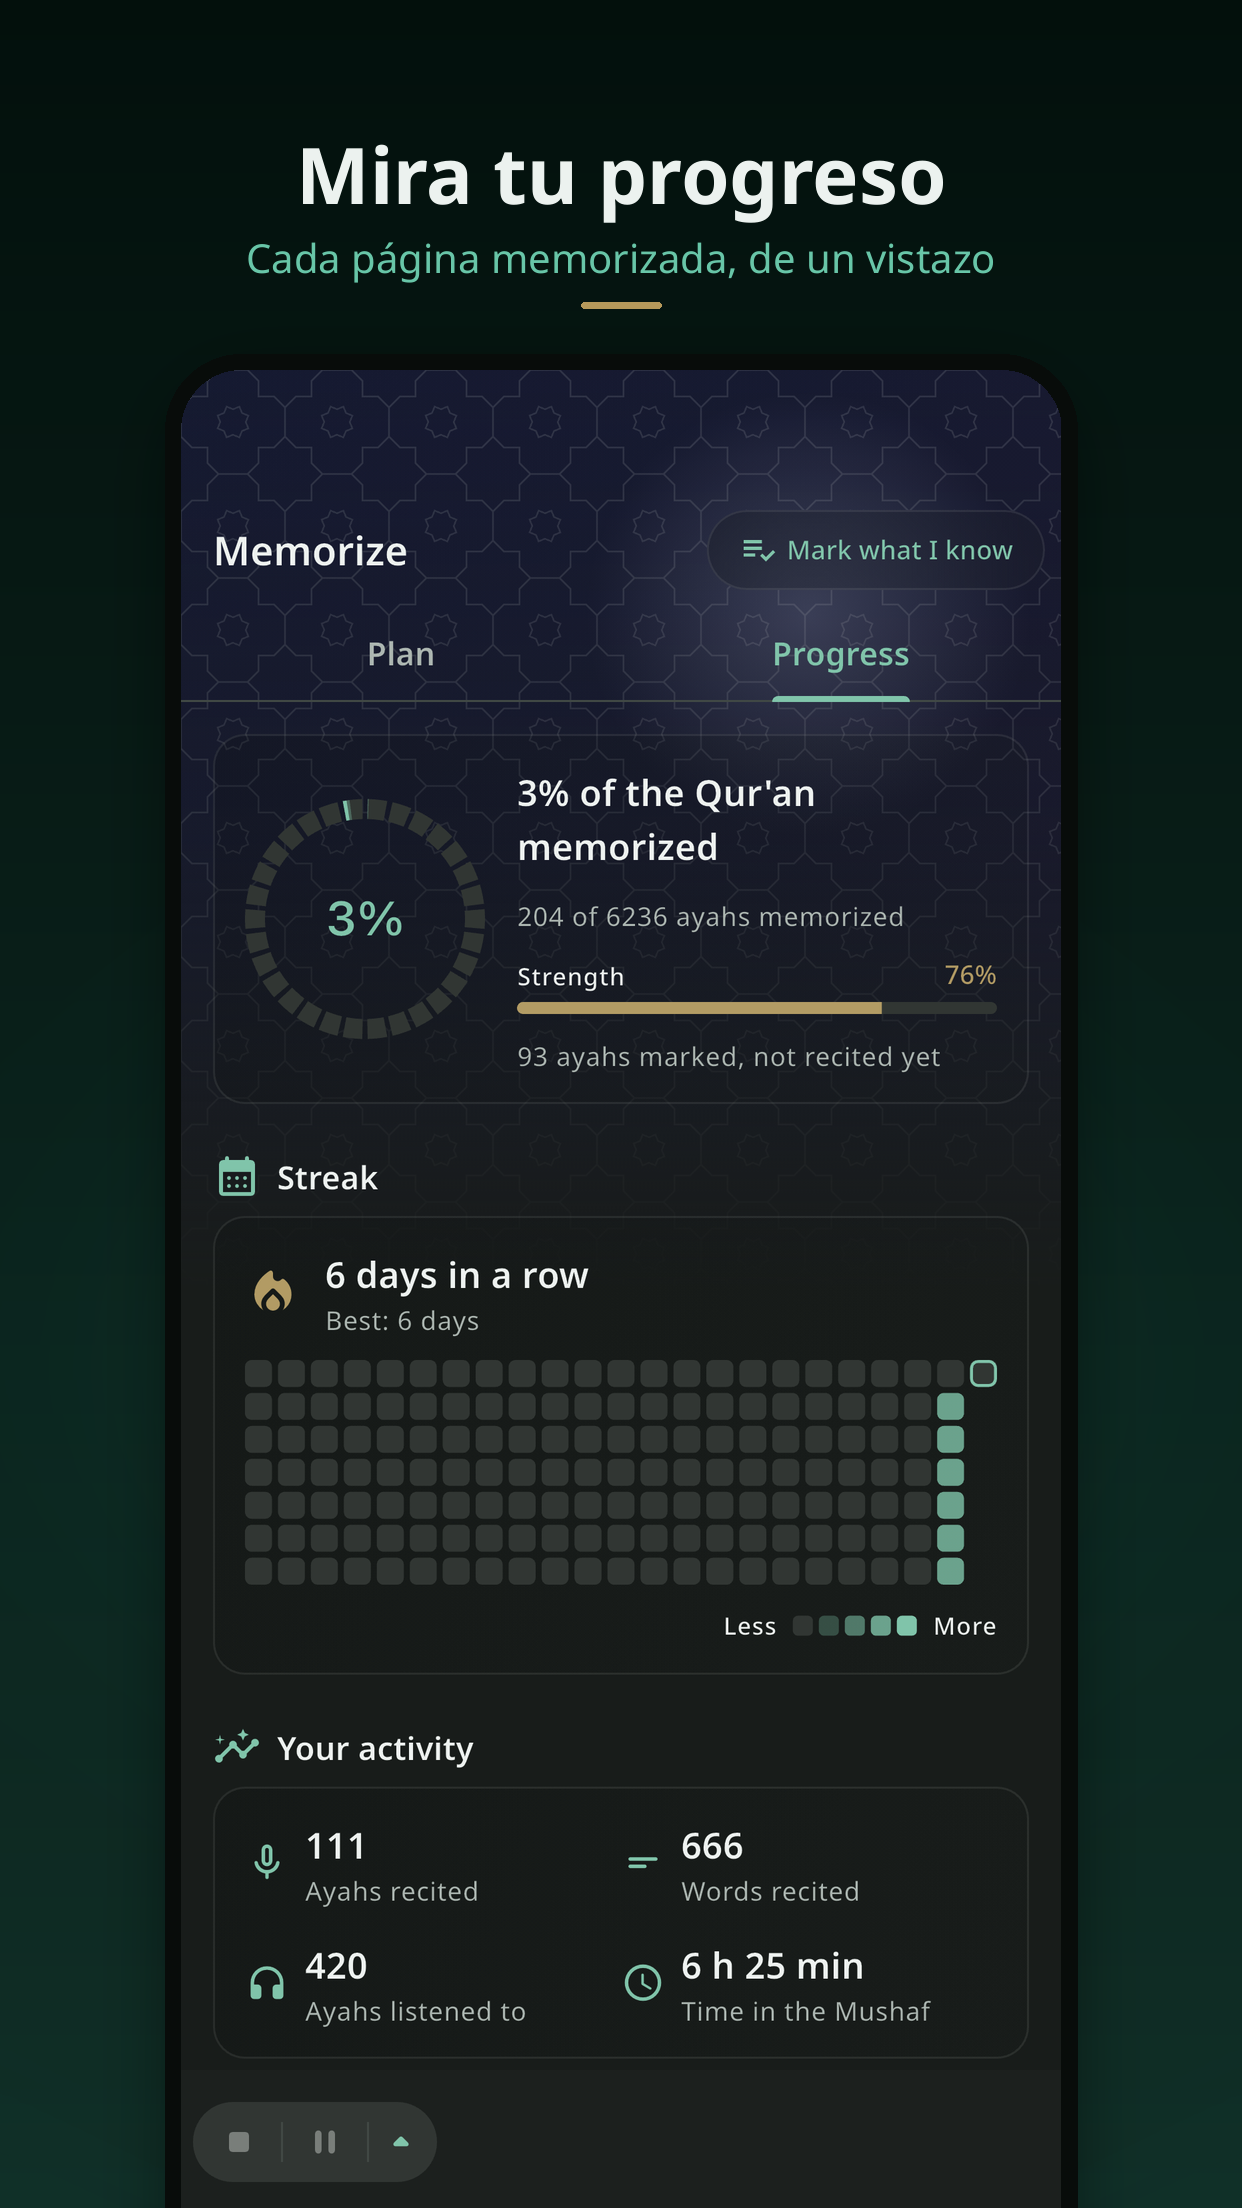 Mira tu progreso
Cada página memorizada, de un vistazo
Memorize
Mark what I know
Plan
Progress
3%
3% of the Qur'an
memorized
204 of 6236 ayahs memorized
Strength
76%
93 ayahs marked, not recited yet
Streak
6 days in a row
Best: 6 days
Less
More
Your activity
111
Ayahs recited
666
Words recited
420
Ayahs listened to
6 h 25 min
Time in the Mushaf